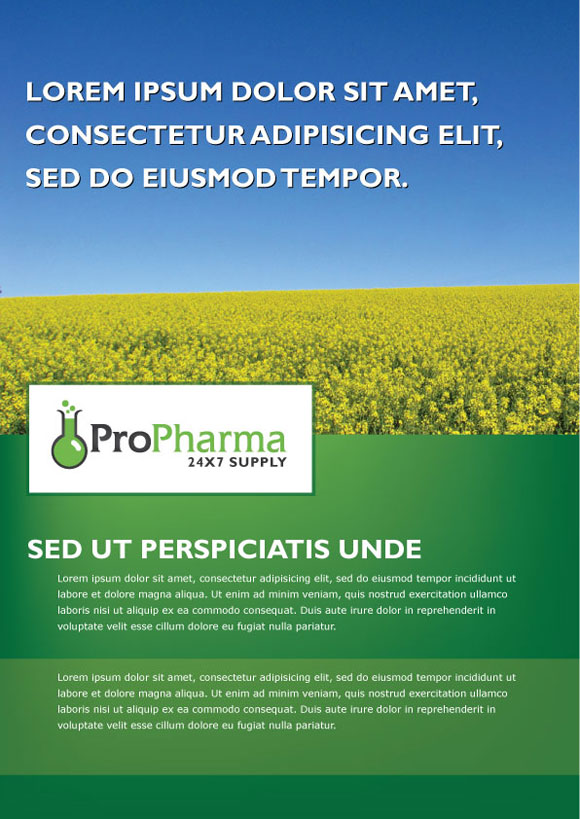 LOREM IPSUM DOLOR SIT AMET,
CONSECTETUR ADIPISICING ELIT,
SED DO EIUSMOD TEMPOR.
ProPharma
24X7 SUPPLY
SED UT PERSPICIATIS UNDE
Lorem ipsum dolor sit amet, consectetur adipisicing elit, sed do eiusmod tempor incididunt ut
labore et dolore magna aliqua. Ut enim ad minim veniam, quis nostrud exercitation ullamco
laboris nisi ut aliquip ex ea commodo consequat. Duis aute irure dolor in reprehenderit in
voluptate velit esse cillum dolore eu fugiat nulla pariatur.
Lorem ipsum dolor sit amet, consectetur adipisicing elit, sed do eiusmod tempor incididunt ut
labore et dolore magna aliqua. Ut enim ad minim veniam, quis nostrud exercitation ullamco
laboris nisi ut aliquip ex ea commodo consequat. Duis aute irure dolor in reprehenderit in
voluptate velit esse cillum dolore eu fugiat nulla pariatur.